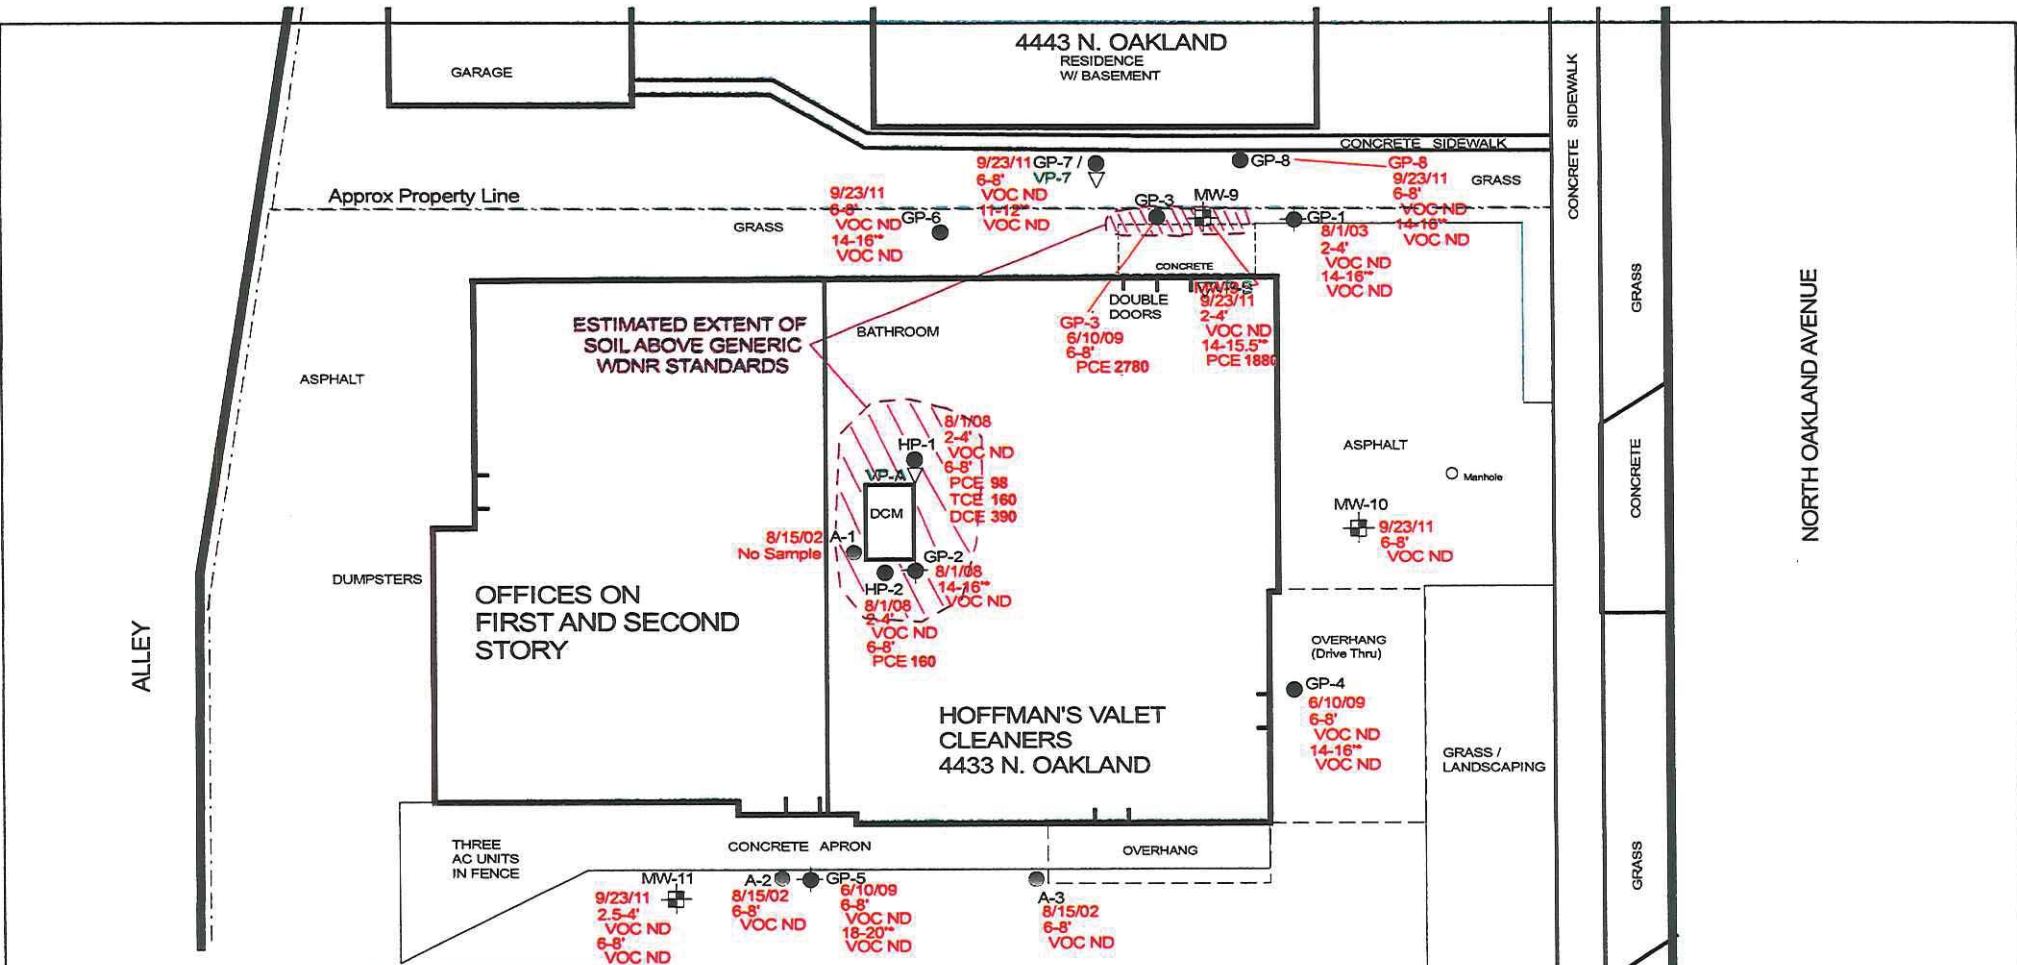 4443 N. OAKLAND
RESIDENCE
W/ BASEMENT
GARAGE
CONCRETE SIDEWALK
CONCRETE SIDEWALK
Approx Property Line
GRASS
9/23/11
6-8'
VOC ND
14-16'*
VOC ND
GP-6
9/23/11
6-8'
VOC ND
11-12'*
VOC ND
GP-7 /
VP-7
GP-8
GP-8
9/23/11
6-8'
VOC ND
14-16'*
VOC ND
GRASS
GP-3
MW-9
GP-1
8/1/03
2-4'
VOC ND
14-16'*
VOC ND
CONCRETE
DOUBLE
DOORS
GP-3
6/10/09
6-8'
PCE 2780
9/23/11
2-4'
VOC ND
14-15.5'*
PCE 1880
ESTIMATED EXTENT OF
SOIL ABOVE GENERIC
WDNR STANDARDS
BATHROOM
ASPHALT
HP-1
8/1/08
2-4'
VOC ND
6-8'
PCE 98
TCE 160
DCE 390
VP-A
DCM
8/15/02
No Sample
A-1
GP-2
8/1/08
14-16'*
VOC ND
HP-2
8/1/08
2-4'
VOC ND
6-8'
PCE 160
ASPHALT
Manhole
MW-10
9/23/11
6-8'
VOC ND
DUMPSTERS
OFFICES ON
FIRST AND SECOND
STORY
ALLEY
HOFFMAN'S VALET
CLEANERS
4433 N. OAKLAND
OVERHANG
(Drive Thru)
GP-4
6/10/09
6-8'
VOC ND
14-16'*
VOC ND
GRASS /
LANDSCAPING
GRASS
CONCRETE
GRASS
NORTH OAKLAND AVENUE
THREE
AC UNITS
IN FENCE
CONCRETE APRON
OVERHANG
MW-11
9/23/11
2.5-4'
VOC ND
6-8'
VOC ND
A-2
8/15/02
6-8'
VOC ND
GP-5
6/10/09
6-8'
VOC ND
18-20'*
VOC ND
A-3
8/15/02
6-8'
VOC ND